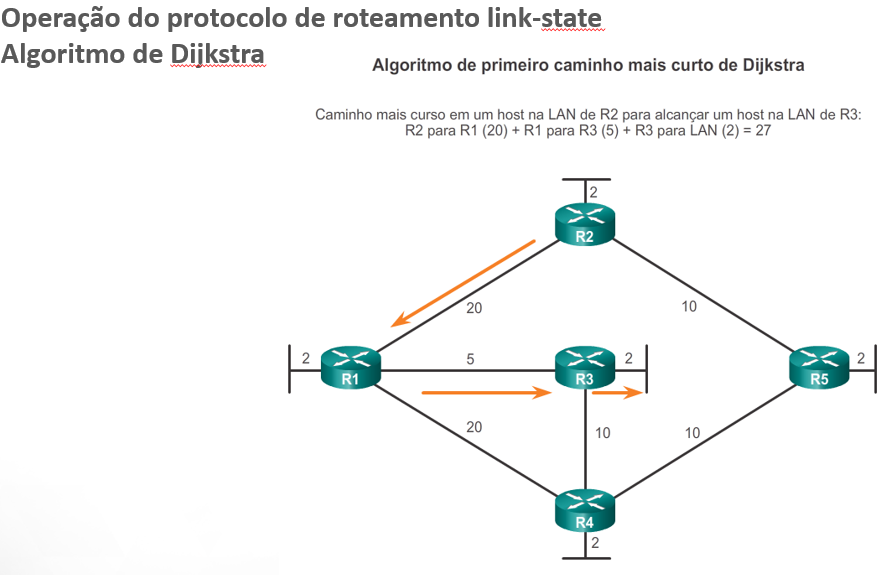 Operação do protocolo de roteamento link-state
Algoritmo de Dijkstra
Algoritmo de primeiro caminho mais curto de Dijkstra
Caminho mais curso em um host na LAN de R2 para alcançar um host na LAN de R3:
R2 para R1 (20) + R1 para R3 (5) + R3 para LAN (2) = 27
2
R2
20
10
2
R1
5
R3
2
R5
2
20
10
10
R4
2